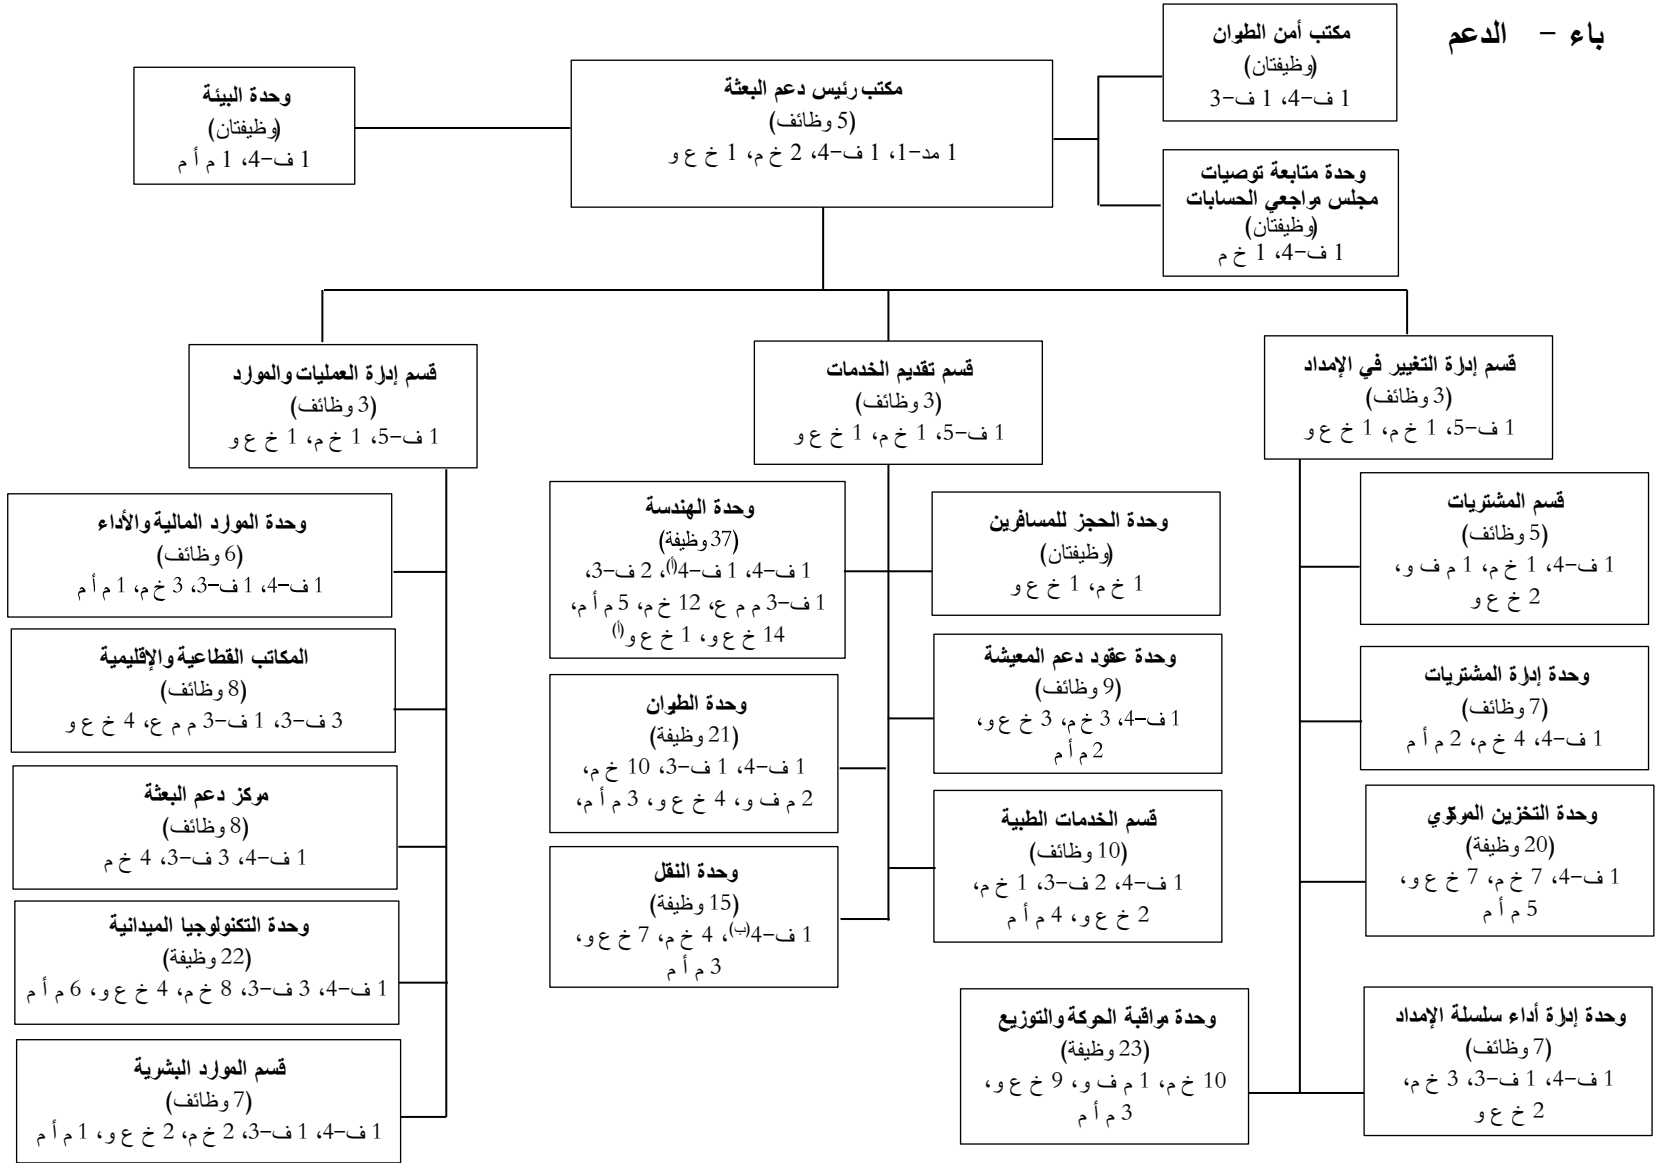 باء - الدعم
مكتب أمن الطيران
(وظيفتان)
1 ف-4، 1 ف-3
مكتب رئيس دعم البعثة
(5 وظائف)
1 مد-1، 1 ف-4، 2 خ م، 1 خ ع و
وحدة البيئة
(وظيفتان)
1 ف-4، 1 م أ م
وحدة متابعة توصيات
مجلس مراجعي الحسابات
(وظيفتان)
1 ف-4، 1 خ م
قسم إدارة التغيير في الإمداد
(3 وظائف)
1 ف-5، 1 خ م، 1 خ ع و
قسم تقديم الخدمات
(3 وظائف)
1 ف-5، 1 خ م، 1 خ ع و
قسم إدارة العمليات والموارد
(3 وظائف)
1 ف-5، 1 خ م، 1 خ ع و
قسم المشتريات
(5 وظائف)
1 ف-4، 1 خ م، 1 م ف و،
2 خ ع و
وحدة إدارة المشتريات
(7 وظائف)
1 ف-4، 4 خ م، 2 م أ م
وحدة التخزين المركزي
(20 وظيفة)
1 ف-4، 7 خ م، 7 خ ع و،
5 م أ م
وحدة إدارة أداء سلسلة الإمداد
(7 وظائف)
1 ف-4، 1 ف-3، 3 خ م،
2 خ ع و
وحدة مراقبة الحركة والتوزيع
(23 وظيفة)
10 خ م، 1 م ف و، 9 خ ع و،
3 م أ م
وحدة الحجز للمسافرين
(وظيفتان)
1 خ م، 1 خ ع و
وحدة عقود دعم المعيشة
(9 وظائف)
1 ف-4، 3 خ م، 3 خ ع و،
2 م أ م
قسم الخدمات الطبية
(10 وظائف)
1 ف-4، 2 ف-3، 1 خ م،
2 خ ع و، 4 م أ م
وحدة الهندسة
(37 وظيفة)
1 ف-4، 1 ف-4(أ)، 2 ف-3،
1 ف-3 م م ع، 12 خ م، 5 م أ م،
14 خ ع و، 1 خ ع و(أ)
وحدة الطيران
(21 وظيفة)
1 ف-4، 1 ف-3، 10 خ م،
2 م ف و، 4 خ ع و، 3 م أ م،
وحدة النقل
(15 وظيفة)
1 ف-4(ب)، 4 خ م، 7 خ ع و،
3 م أ م
وحدة الموارد المالية والأداء
(6 وظائف)
1 ف-4، 1 ف-3، 3 خ م، 1 م أ م
المكاتب القطاعية والإقليمية
(8 وظائف)
3 ف-3، 1 ف-3 م م ع، 4 خ ع و
مركز دعم البعثة
(8 وظائف)
1 ف-4، 3 ف-3، 4 خ م
وحدة التكنولوجيا الميدانية
(22 وظيفة)
1 ف-4، 3 ف-3، 8 خ م، 4 خ ع و، 6 م أ م
قسم الموارد البشرية
(7 وظائف)
1 ف-4، 1 ف-3، 2 خ م، 2 خ ع و، 1 م أ م